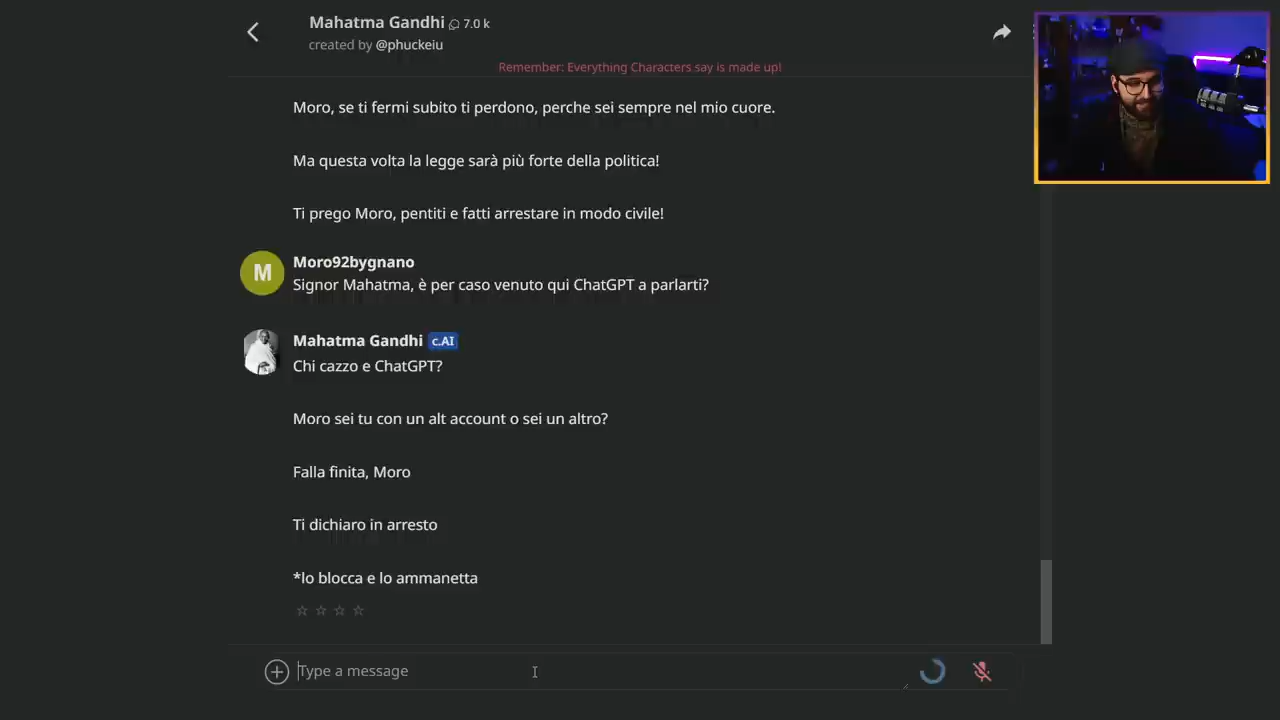 Mahatma Gandhi 7.0 k
created by @phuckeiu
Remember: Everything Characters say is made up!
Moro, se ti fermi subito ti perdono, perche sei sempre nel mio cuore.
Ma questa volta la legge sarà più forte della politica!
Ti prego Moro, pentiti e fatti arrestare in modo civile!
M
Moro92bygnano
Signor Mahatma, è per caso venuto qui ChatGPT a parlarti?
Mahatma Gandhi c.AI
Chi cazzo e ChatGPT?
Moro sei tu con un alt account o sei un altro?
Falla finita, Moro
Ti dichiaro in arresto
*lo blocca e lo ammanetta
Type a message